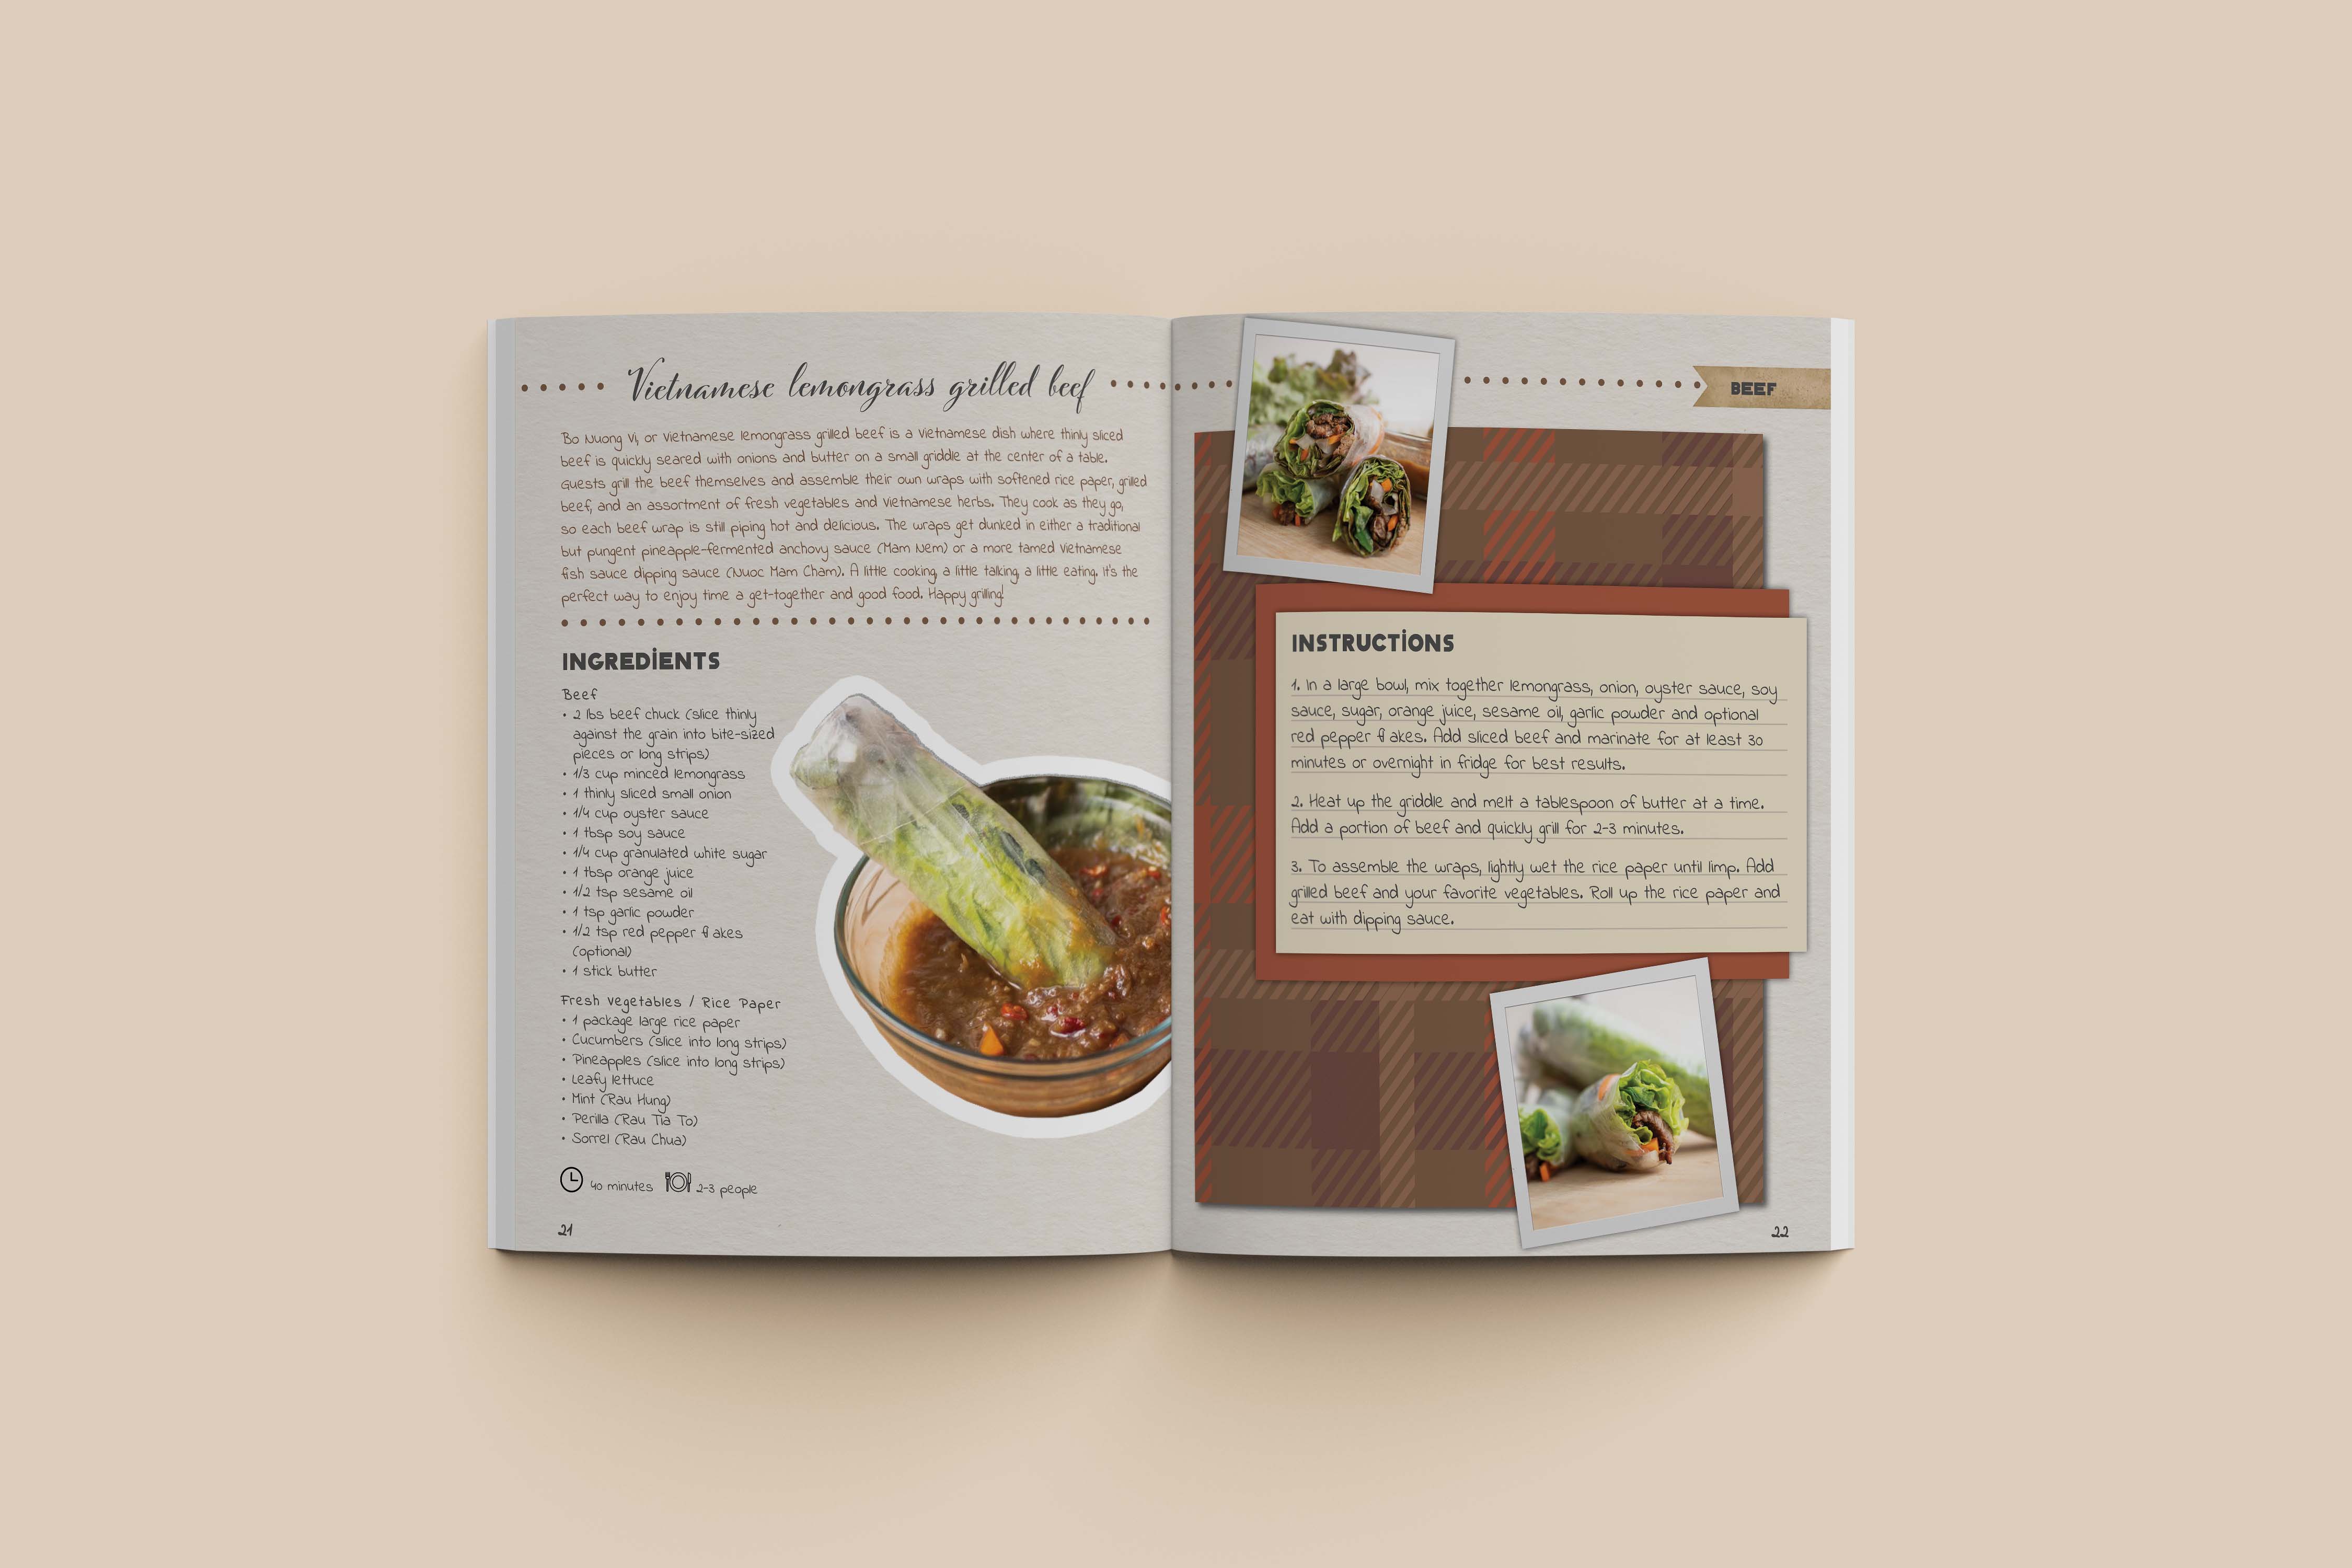 Vietnamese lemongrass grilled beef
Bo Nuong Vi, or Vietnamese lemongrass grilled beef is a Vietnamese dish where thinly sliced
beef is quickly seared with onions and butter on a small griddle at the center of a table.
Guests grill the beef themselves and assemble their own wraps with softened rice paper, grilled
beef, and an assortment of fresh vegetables and Vietnamese herbs. They cook as they go,
so each beef wrap is still piping hot and delicious. The wraps get dunked in either a traditional
but pungent pineapple-fermented anchovy sauce (Mam Nem) or a more tamed Vietnamese
fish sauce dipping sauce (Nuoc Mam Cham). A little cooking, a little talking, a little eating. It's the
perfect way to enjoy time a get-together and good food. Happy grilling!
INGREDIENTS
Beef
• 2 lbs beef chuck (slice thinly
against the grain into bite-sized
pieces or long strips)
• 1/3 cup minced lemongrass
• 1 thinly sliced small onion
• 1/4 cup oyster sauce
• 1 tbsp soy sauce
• 1/4 cup granulated white sugar
• 1 tbsp orange juice
• 1/2 tsp sesame oil
• 1 tsp garlic powder
• 1/2 tsp red pepper fl akes
(optional)
• 1 stick butter
Fresh Vegetables / Rice Paper
• 1 package large rice paper
• Cucumbers (slice into long strips)
• Pineapples (slice into long strips)
• Leafy lettuce
• Mint (Rau Hung)
• Perilla (Rau Tia To)
• Sorrel (Rau Chua)
40 minutes 2-3 people
21
BEEF
INSTRUCTIONS
1. In a large bowl, mix together lemongrass, onion, oyster sauce, soy
sauce, sugar, orange juice, sesame oil, garlic powder and optional
red pepper fl akes. Add sliced beef and marinate for at least 30
minutes or overnight in fridge for best results.
2. Heat up the griddle and melt a tablespoon of butter at a time.
Add a portion of beef and quickly grill for 2-3 minutes.
3. To assemble the wraps, lightly wet the rice paper until limp. Add
grilled beef and your favorite vegetables. Roll up the rice paper and
eat with dipping sauce.
22